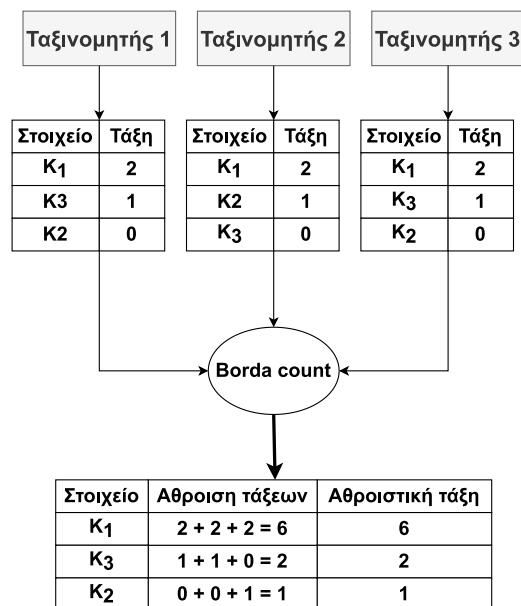 Ταξινομητής 1 Ταξινομητής 2 Ταξινομητής 3
Στοιχείο Τάξη Στοιχείο Τάξη Στοιχείο Τάξη
K1 2 K1 2 K1 2
K3 1 K2 1 K3 1
K2 0 K3 0 K2 0
Borda count
Στοιχείο Αθροιση τάξεων Αθροιστική τάξη
K1 2 + 2 + 2 = 6 6
K3 1 + 1 + 0 = 2 2
K2 0 + 0 + 1 = 1 1